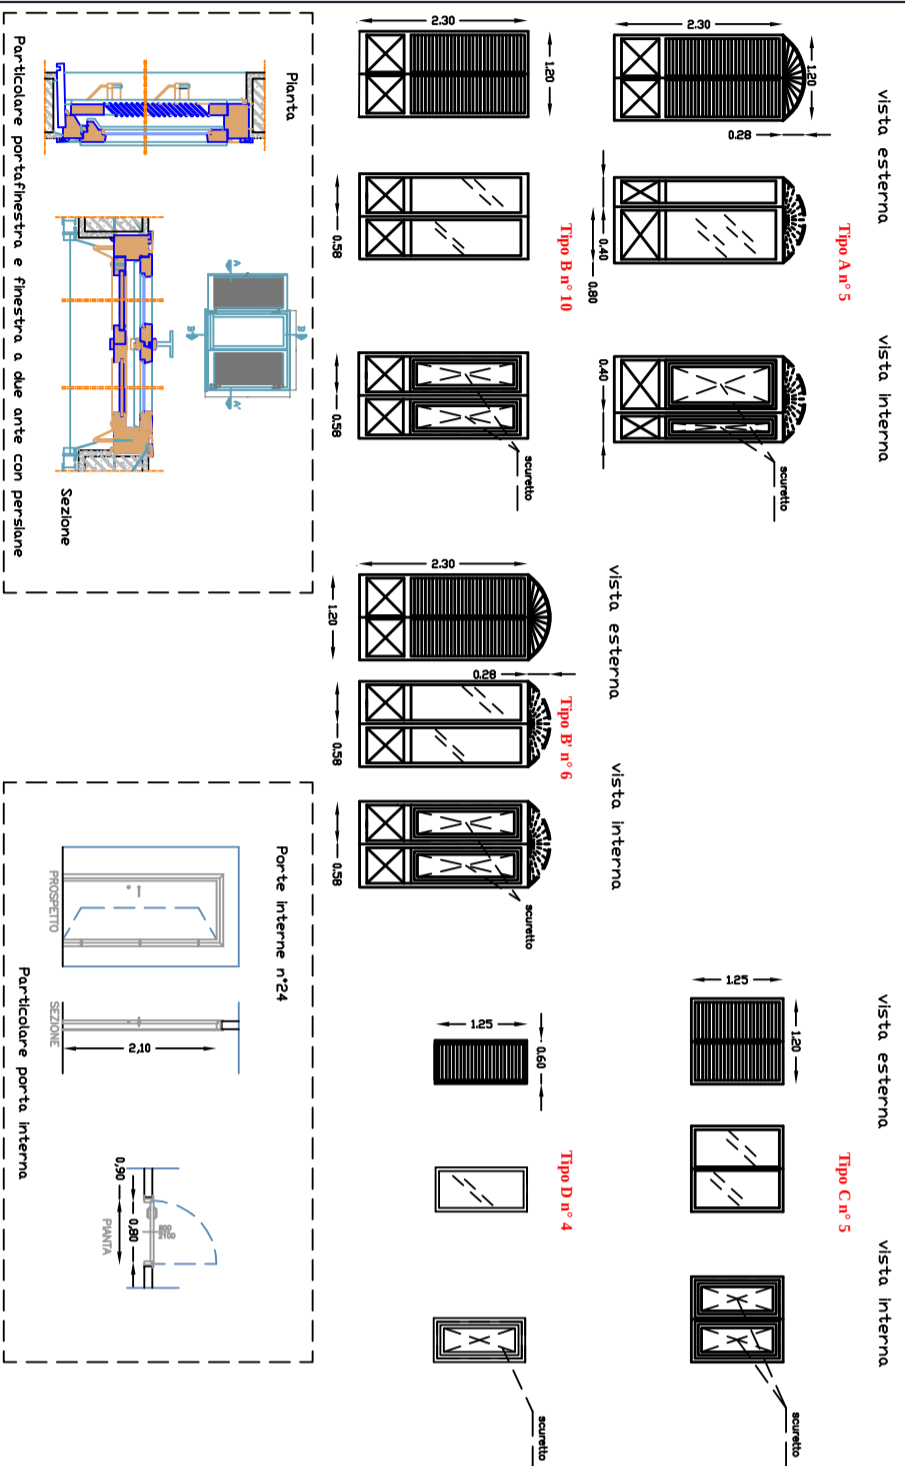 vista esterna
vista interna
Tipo A n° 5
2.30
1.20
0.28
0.40
0.80
0.40
scuretto
Tipo B n° 10
2.30
1.20
0.58
0.58
scuretto
vista esterna
vista interna
Tipo B' n° 6
2.30
1.20
0.28
0.58
0.58
scuretto
vista esterna
vista interna
Tipo C n° 5
1.25
1.20
scuretto
Tipo D n° 4
1.25
0.60
scuretto
Pianta
A
A'
B
B'
Sezione
Particolare portafinestra e finestra a due ante con persiane
Porte interne n°24
PROSPETTO
SEZIONE
2,10
0,90
0,80
800
2100
PIANTA
Particolare porta interna